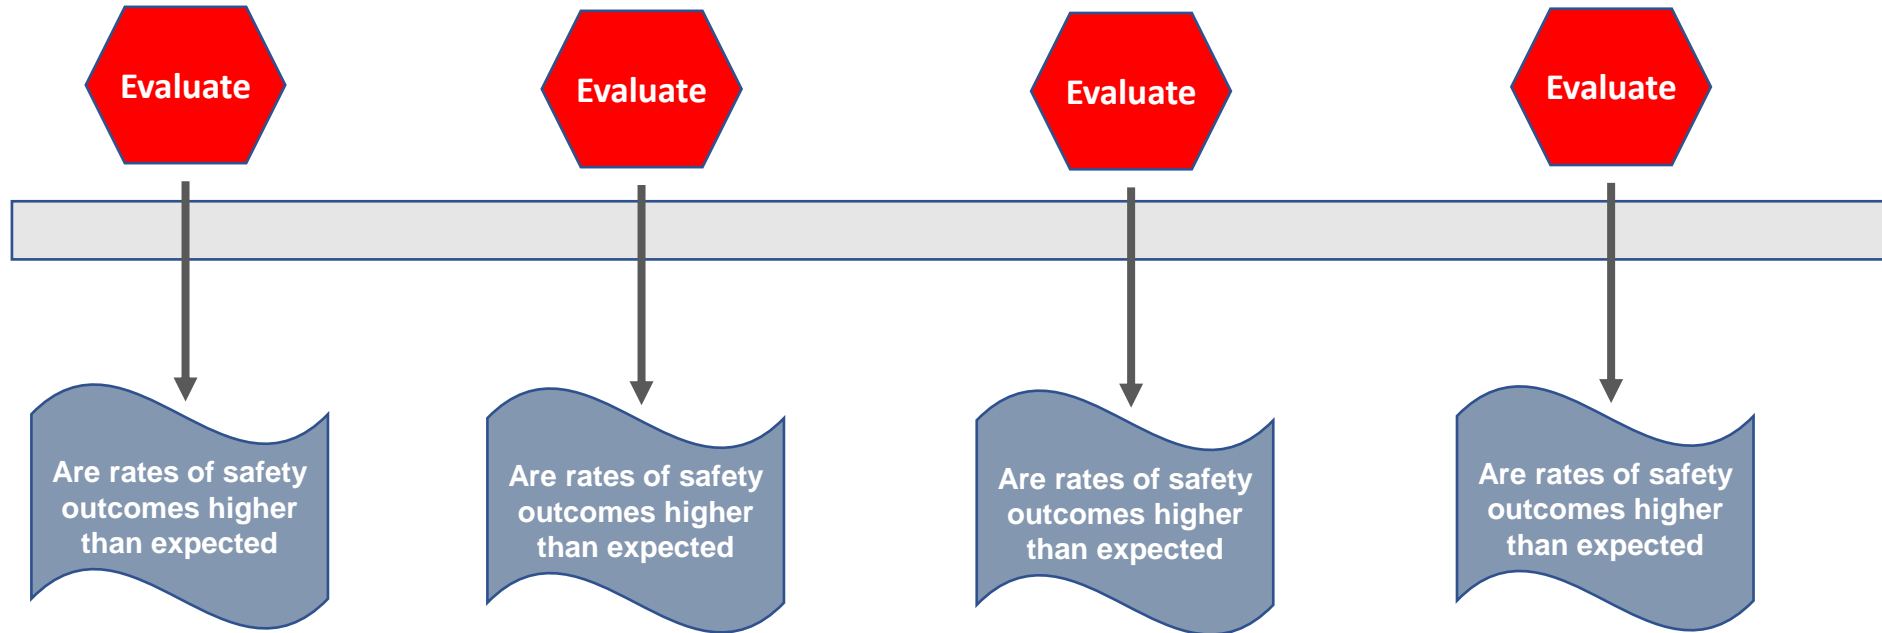 Evaluate
Evaluate
Evaluate
Evaluate
Are rates of safety
outcomes higher
than expected
Are rates of safety
outcomes higher
than expected
Are rates of safety
outcomes higher
than expected
Are rates of safety
outcomes higher
than expected